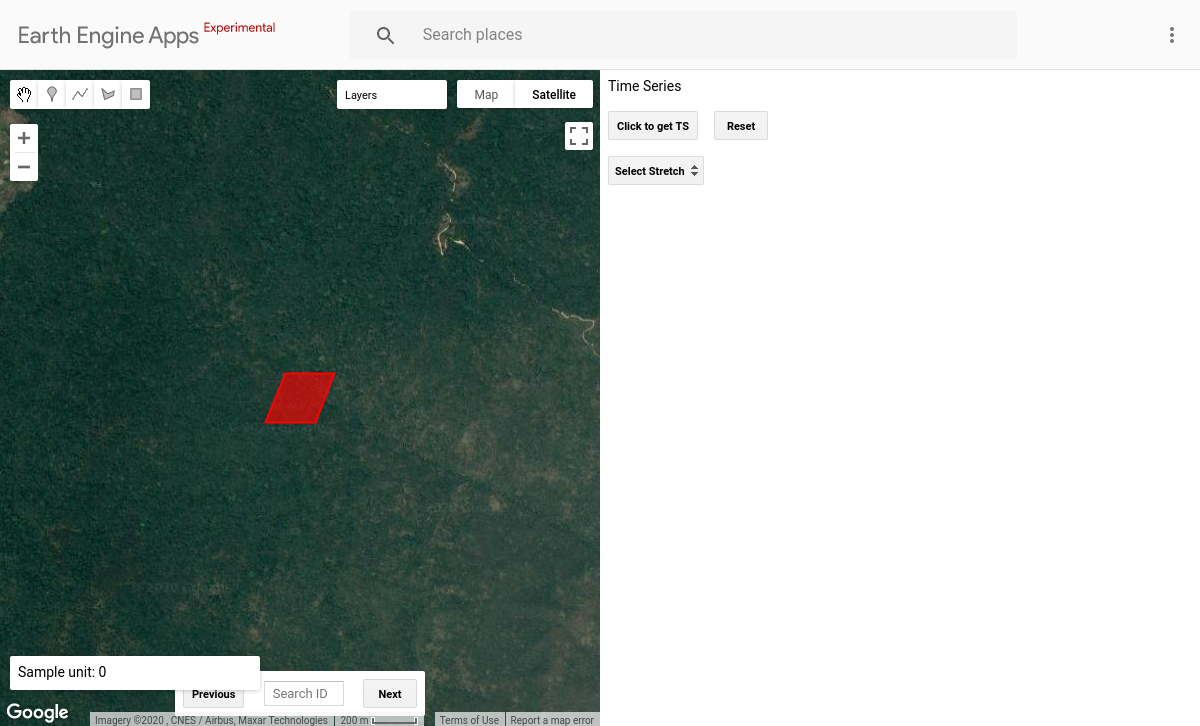 Earth Engine Apps Experimental
Search places
Layers
Map
Satellite
Time Series
Click to get TS
Reset
Select Stretch
Sample unit: 0
Previous
Search ID
Next
Google
Imagery ©2020 , CNES / Airbus, Maxar Technologies
200 m
Terms of Use
Report a map error